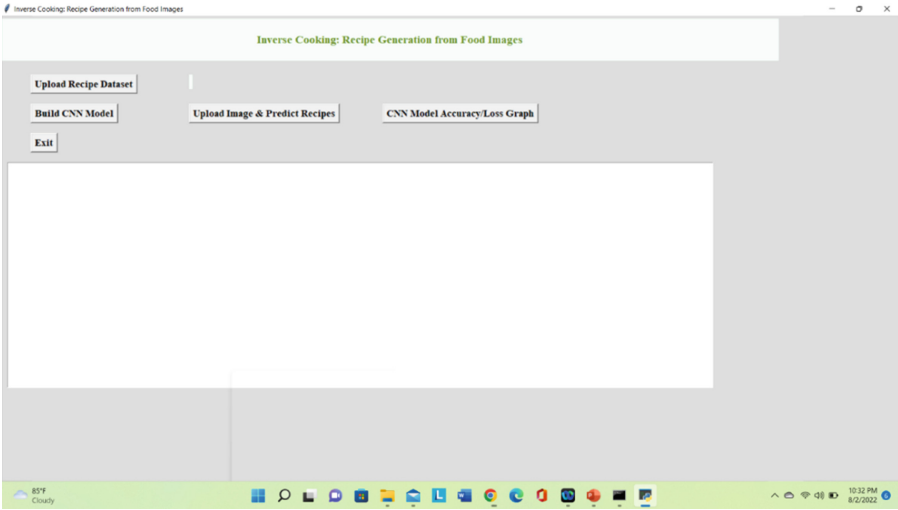 Inverse Cooking: Recipe Generation from Food Images
Inverse Cooking: Recipe Generation from Food Images
Upload Recipe Dataset
Build CNN Model
Upload Image & Predict Recipes
CNN Model Accuracy/Loss Graph
Exit
85°F
Cloudy
10:32 PM
8/2/2022